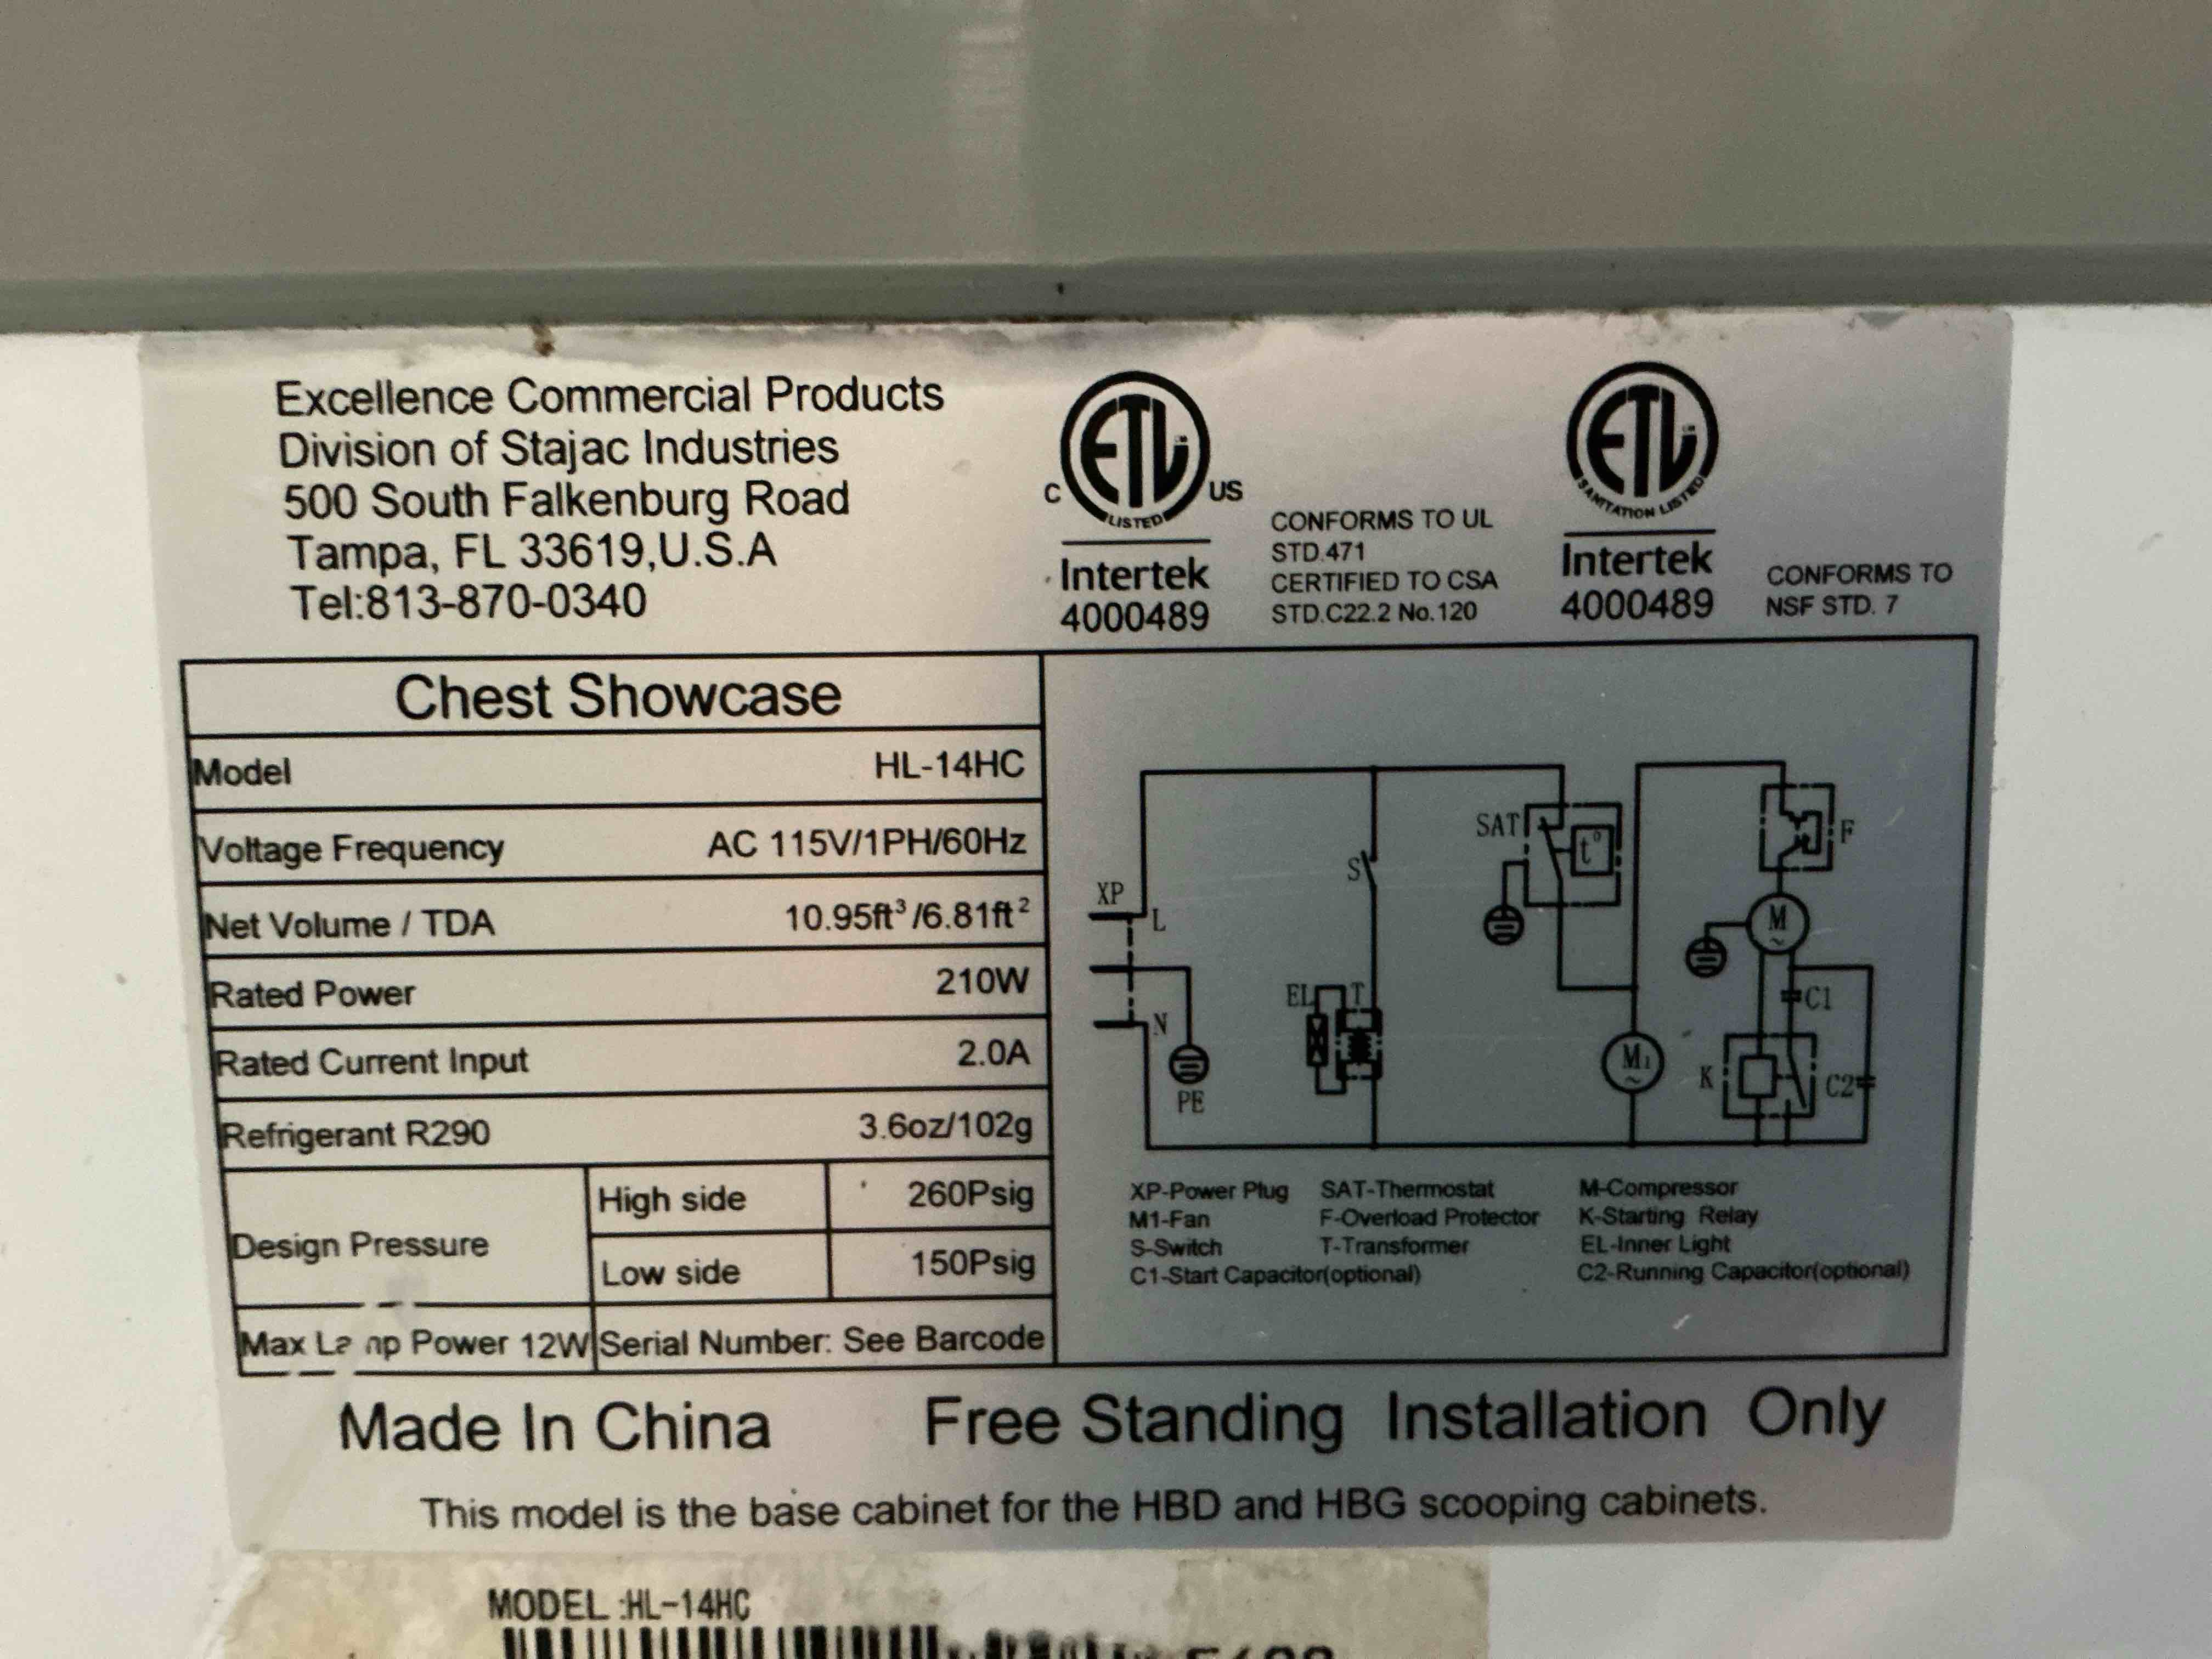 Excellence Commercial Products
Division of Stajac Industries
500 South Falkenburg Road
Tampa, FL 33619,U.S.A
Tel:813-870-0340
ETL
C US
LISTED
Intertek
4000489
CONFORMS TO UL
STD.471
CERTIFIED TO CSA
STD.C22.2 No.120
ETL
SANITATION LISTED
Intertek
4000489
CONFORMS TO
NSF STD. 7
Chest Showcase
Model HL-14HC
Voltage Frequency AC 115V/1PH/60Hz
Net Volume / TDA 10.95ft³/6.81ft²
Rated Power 210W
Rated Current Input 2.0A
Refrigerant R290 3.6oz/102g
Design Pressure
High side 260Psig
Low side 150Psig
Max Lamp Power 12W Serial Number: See Barcode
XP
L
N
PE
S
EL T
SAT
t°
M1
~
F
M
~
C1
K
C2
XP-Power Plug SAT-Thermostat M-Compressor
M1-Fan F-Overload Protector K-Starting Relay
S-Switch T-Transformer EL-Inner Light
C1-Start Capacitor(optional) C2-Running Capacitor(optional)
Made In China Free Standing Installation Only
This model is the base cabinet for the HBD and HBG scooping cabinets.
MODEL :HL-14HC